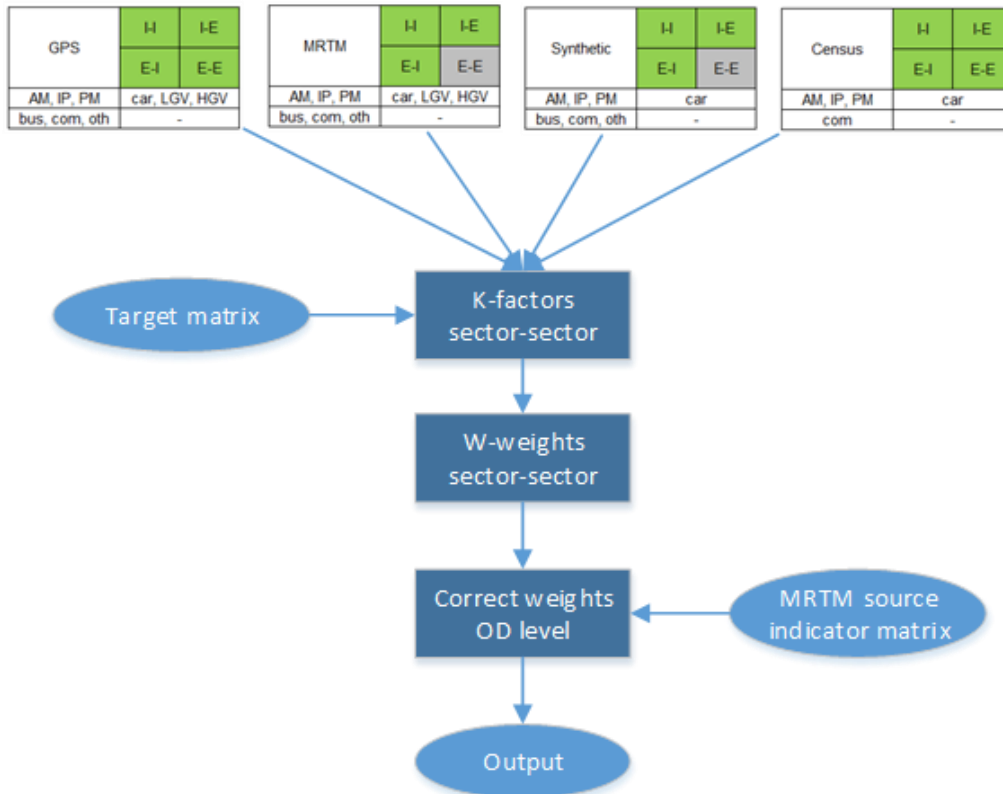 GPS
I-I I-E
E-I E-E
AM, IP, PM car, LGV, HGV
bus, com, oth -
MRTM
I-I I-E
E-I E-E
AM, IP, PM car, LGV, HGV
bus, com, oth -
Synthetic
I-I I-E
E-I E-E
AM, IP, PM car
bus, com, oth -
Census
I-I I-E
E-I E-E
AM, IP, PM car
com -
Target matrix
K-factors
sector-sector
W-weights
sector-sector
Correct weights
OD level
MRTM source
indicator matrix
Output